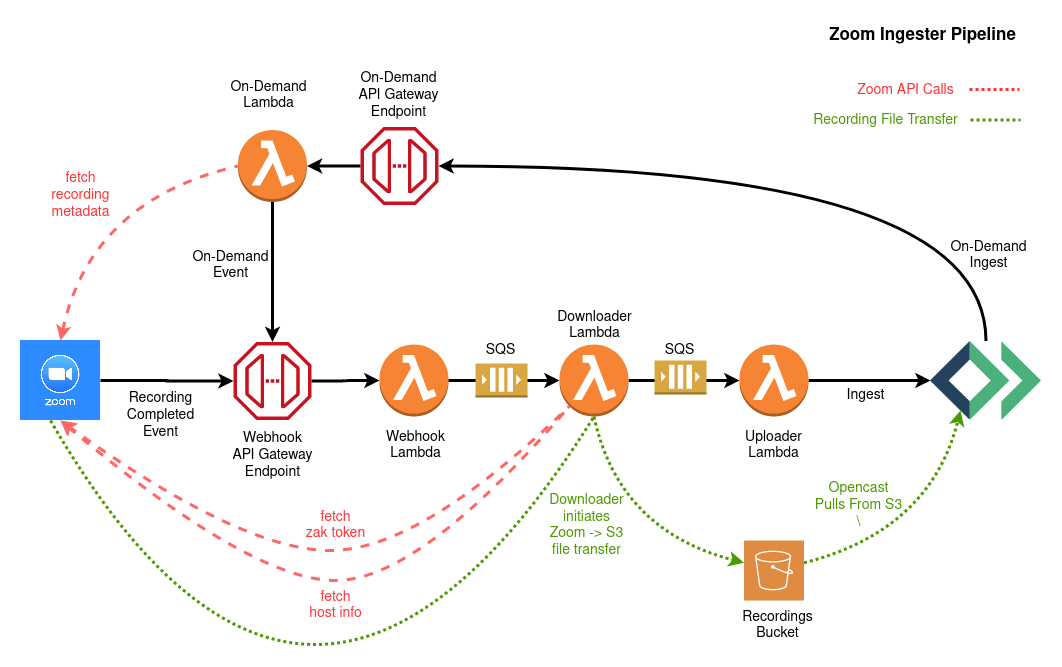 Zoom Ingester Pipeline
Zoom API Calls
Recording File Transfer
On-Demand
Lambda
On-Demand
API Gateway
Endpoint
fetch
recording
metadata
On-Demand
Event
On-Demand
Ingest
zoom
Recording
Completed
Event
Webhook
API Gateway
Endpoint
Webhook
Lambda
SQS
Downloader
Lambda
SQS
Uploader
Lambda
Ingest
fetch
zak token
fetch
host info
Downloader
initiates
Zoom -> S3
file transfer
Opencast
Pulls From S3
\
Recordings
Bucket